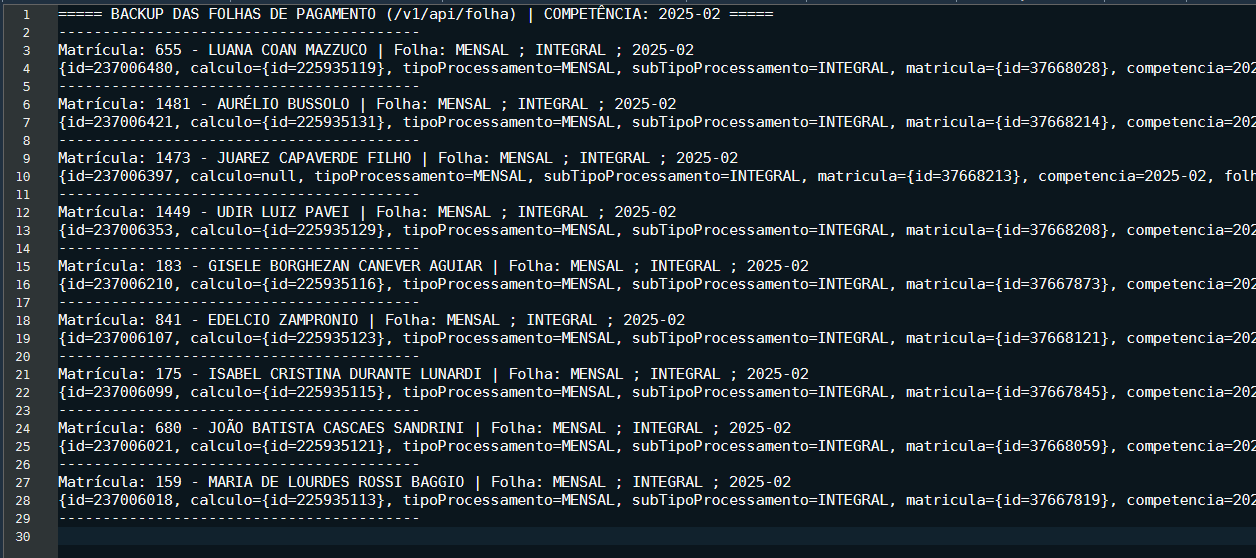 1 ===== BACKUP DAS FOLHAS DE PAGAMENTO (/v1/api/folha) | COMPETÊNCIA: 2025-02 =====
2 -----------------------------------------
3 Matrícula: 655 - LUANA COAN MAZZUCO | Folha: MENSAL ; INTEGRAL ; 2025-02
4 {id=237006480, calculo={id=225935119}, tipoProcessamento=MENSAL, subTipoProcessamento=INTEGRAL, matricula={id=37668028}, competencia=202
5 -----------------------------------------
6 Matrícula: 1481 - AURÉLIO BUSSOLO | Folha: MENSAL ; INTEGRAL ; 2025-02
7 {id=237006421, calculo={id=225935131}, tipoProcessamento=MENSAL, subTipoProcessamento=INTEGRAL, matricula={id=37668214}, competencia=202
8 -----------------------------------------
9 Matrícula: 1473 - JUAREZ CAPAVERDE FILHO | Folha: MENSAL ; INTEGRAL ; 2025-02
10 {id=237006397, calculo=null, tipoProcessamento=MENSAL, subTipoProcessamento=INTEGRAL, matricula={id=37668213}, competencia=2025-02, folh
11 -----------------------------------------
12 Matrícula: 1449 - UDIR LUIZ PAVEI | Folha: MENSAL ; INTEGRAL ; 2025-02
13 {id=237006353, calculo={id=225935129}, tipoProcessamento=MENSAL, subTipoProcessamento=INTEGRAL, matricula={id=37668208}, competencia=202
14 -----------------------------------------
15 Matrícula: 183 - GISELE BORGHEZAN CANEVER AGUIAR | Folha: MENSAL ; INTEGRAL ; 2025-02
16 {id=237006210, calculo={id=225935116}, tipoProcessamento=MENSAL, subTipoProcessamento=INTEGRAL, matricula={id=37667873}, competencia=202
17 -----------------------------------------
18 Matrícula: 841 - EDELCIO ZAMPRONIO | Folha: MENSAL ; INTEGRAL ; 2025-02
19 {id=237006107, calculo={id=225935123}, tipoProcessamento=MENSAL, subTipoProcessamento=INTEGRAL, matricula={id=37668121}, competencia=202
20 -----------------------------------------
21 Matrícula: 175 - ISABEL CRISTINA DURANTE LUNARDI | Folha: MENSAL ; INTEGRAL ; 2025-02
22 {id=237006099, calculo={id=225935115}, tipoProcessamento=MENSAL, subTipoProcessamento=INTEGRAL, matricula={id=37667845}, competencia=202
23 -----------------------------------------
24 Matrícula: 680 - JOÃO BATISTA CASCAES SANDRINI | Folha: MENSAL ; INTEGRAL ; 2025-02
25 {id=237006021, calculo={id=225935121}, tipoProcessamento=MENSAL, subTipoProcessamento=INTEGRAL, matricula={id=37668059}, competencia=202
26 -----------------------------------------
27 Matrícula: 159 - MARIA DE LOURDES ROSSI BAGGIO | Folha: MENSAL ; INTEGRAL ; 2025-02
28 {id=237006018, calculo={id=225935113}, tipoProcessamento=MENSAL, subTipoProcessamento=INTEGRAL, matricula={id=37667819}, competencia=202
29 -----------------------------------------
30